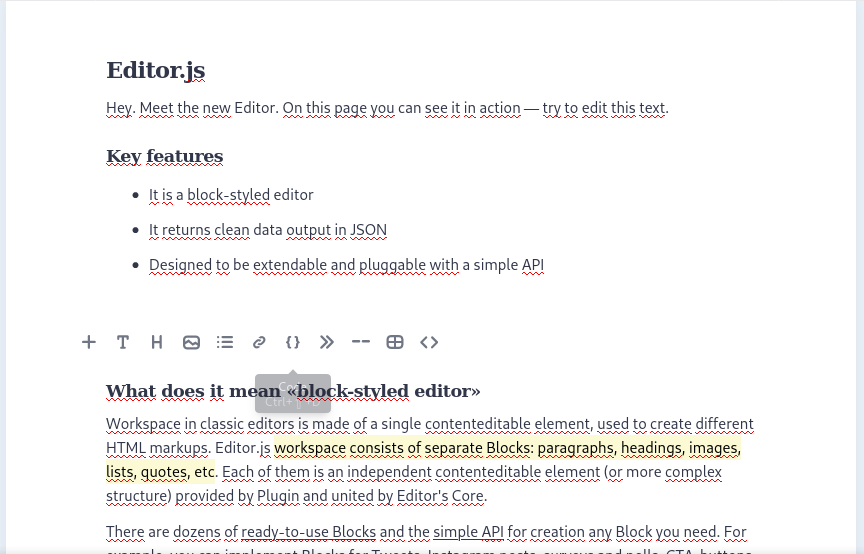 Editor.js
Hey. Meet the new Editor. On this page you can see it in action — try to edit this text.
Key features
It is a block-styled editor
It returns clean data output in JSON
Designed to be extendable and pluggable with a simple API
What does it mean «block-styled editor»
Workspace in classic editors is made of a single contenteditable element, used to create different
HTML markups. Editor.js workspace consists of separate Blocks: paragraphs, headings, images,
lists, quotes, etc. Each of them is an independent contenteditable element (or more complex
structure) provided by Plugin and united by Editor's Core.
There are dozens of ready-to-use Blocks and the simple API for creation any Block you need. For
example, you can implement Blocks for Tweets, Instagram posts, surveys and polls, CTA-buttons